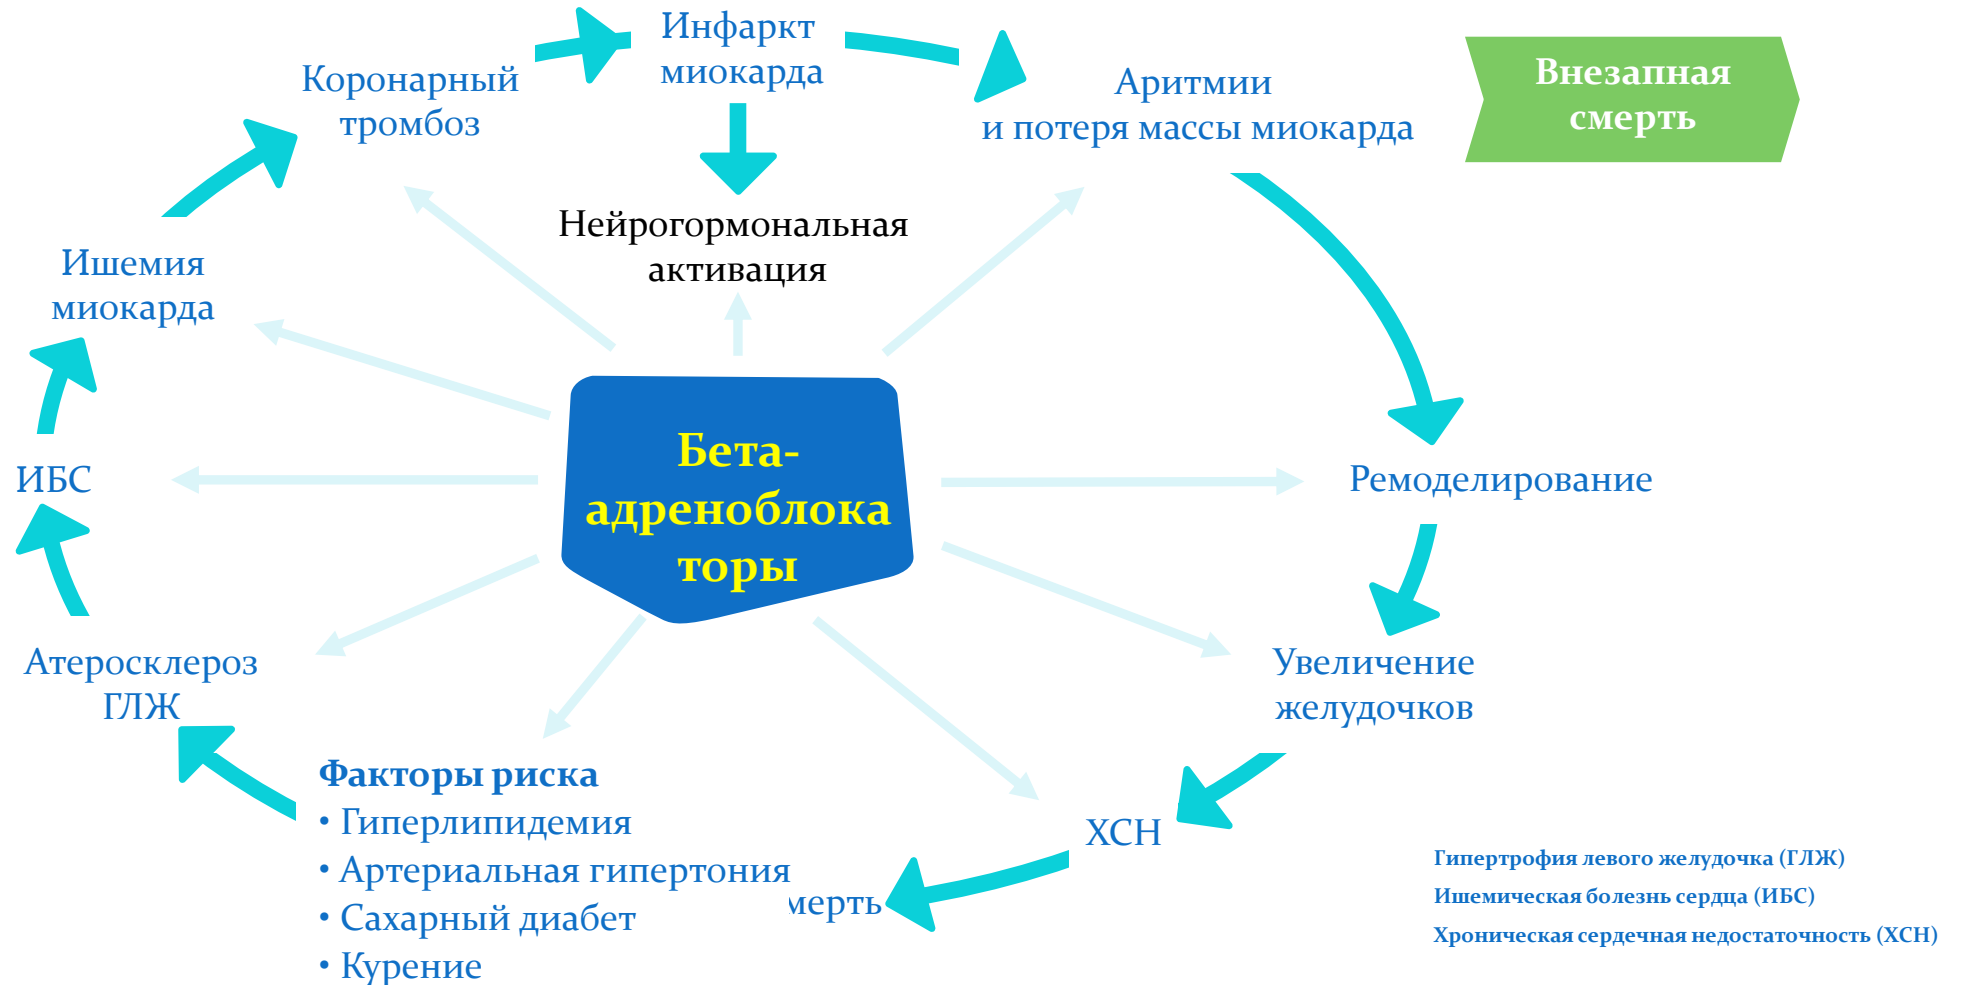 Инфаркт
миокарда
Коронарный
тромбоз
Аритмии
и потеря массы миокарда
Внезапная
смерть
Нейрогормональная
активация
Ишемия
миокарда
Бета-
адреноблока
торы
ИБС
Ремоделирование
Атеросклероз
ГЛЖ
Увеличение
желудочков
Факторы риска
• Гиперлипидемия
• Артериальная гипертония
• Сахарный диабет
• Курение
ХСН
мерть
Гипертрофия левого желудочка (ГЛЖ)
Ишемическая болезнь сердца (ИБС)
Хроническая сердечная недостаточность (ХСН)